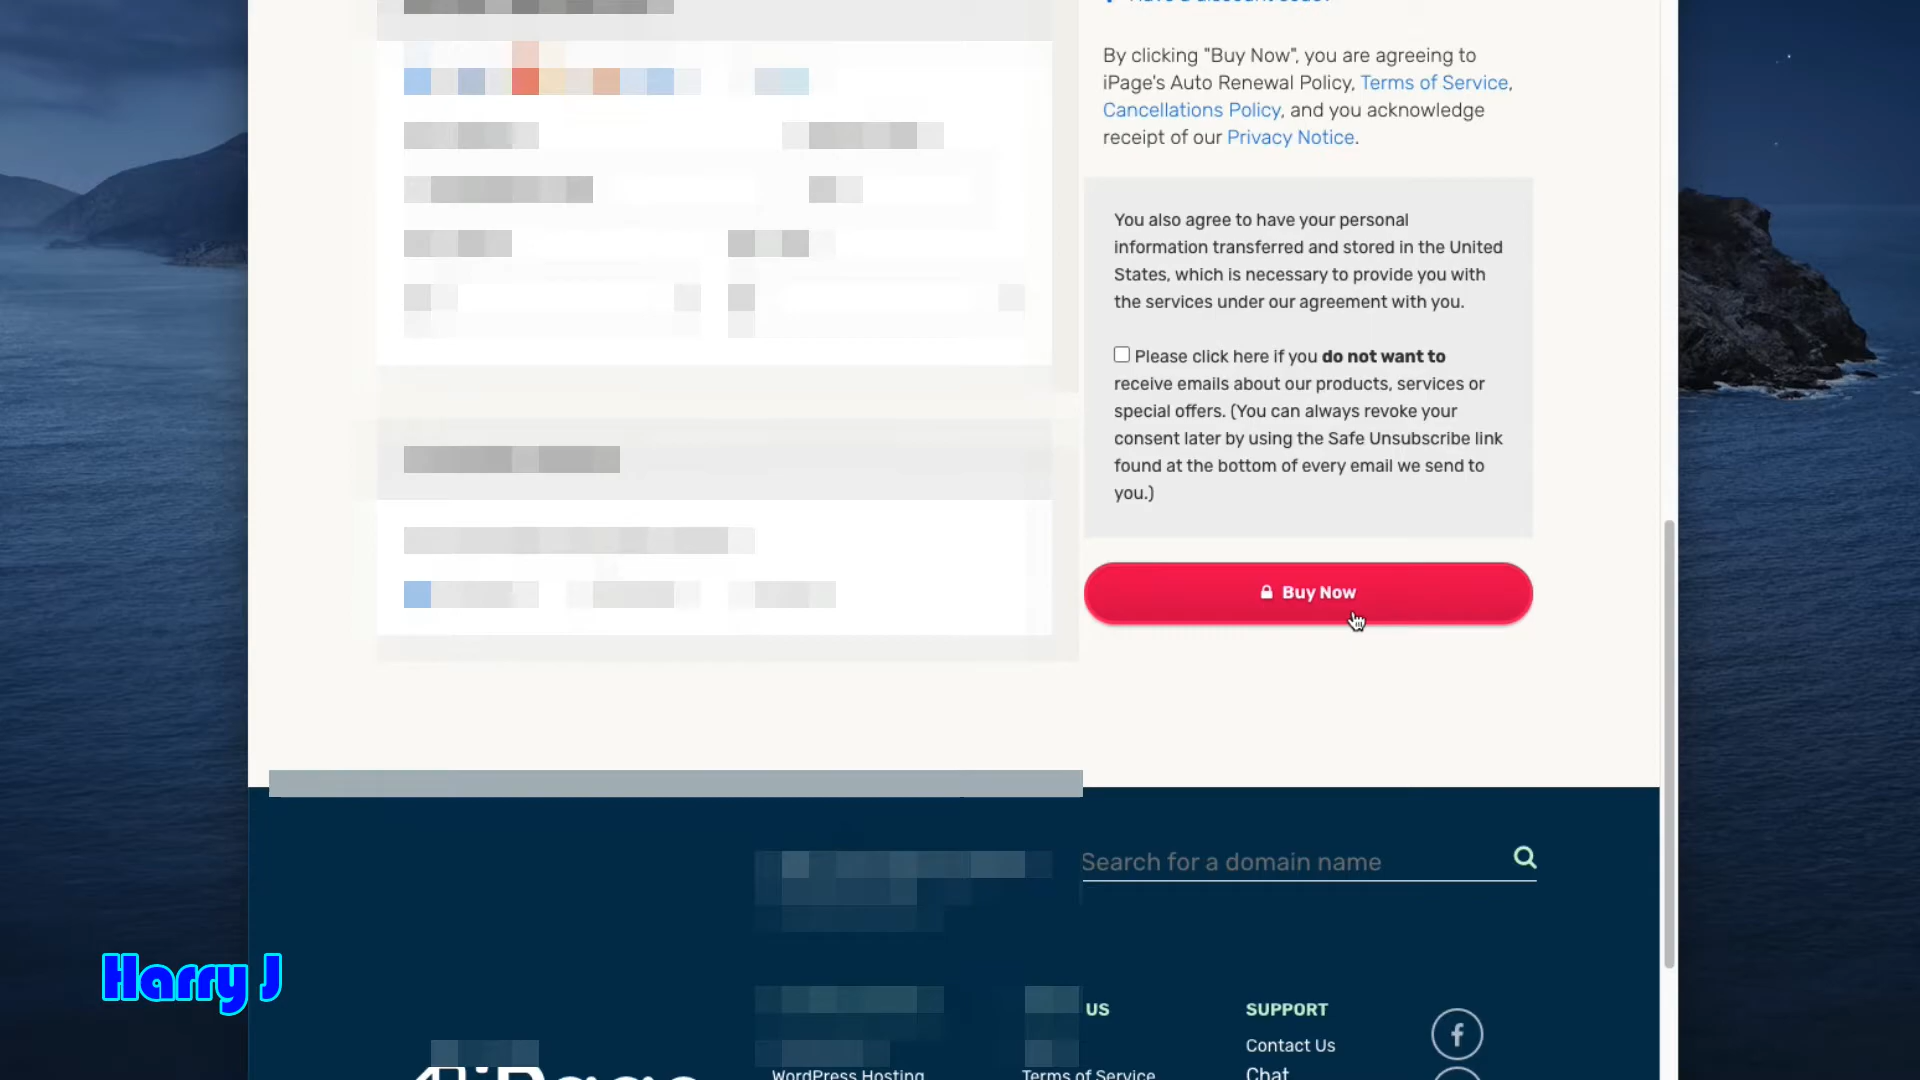 By clicking "Buy Now", you are agreeing to
iPage's Auto Renewal Policy, Terms of Service,
Cancellations Policy, and you acknowledge
receipt of our Privacy Notice.
You also agree to have your personal
information transferred and stored in the United
States, which is necessary to provide you with
the services under our agreement with you.
Please click here if you do not want to
receive emails about our products, services or
special offers. (You can always revoke your
consent later by using the Safe Unsubscribe link
found at the bottom of every email we send to
you.)
Buy Now
Search for a domain name
Harry J
US
SUPPORT
Contact Us
WordPress Hosting
Terms of Service
Chat